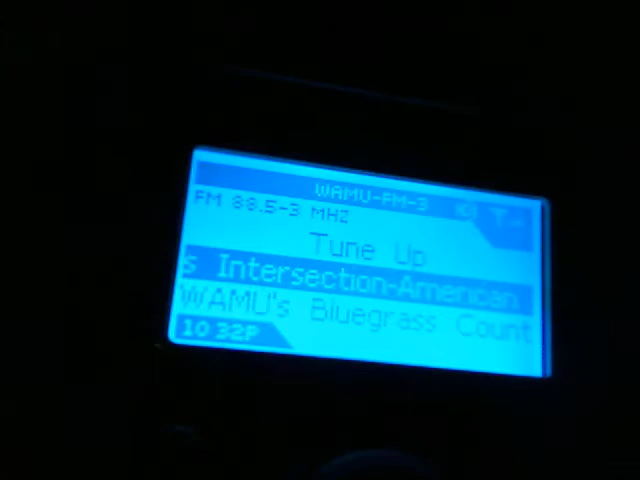 WAMU-FM-3
FM 88.5-3 MHZ
Tune Up
s Intersection-American
WAMU's Bluegrass Count
10 32P